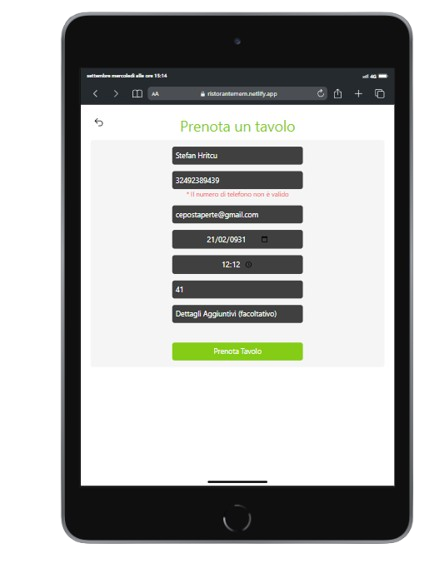 settembre mercoledì alle ore 15:14
4G
AA
ristorantemem.netlify.app
Prenota un tavolo
Stefan Hritcu
32492389439
* Il numero di telefono non è valido
cepostaperte@gmail.com
21/02/0931
12:12
41
Dettagli Aggiuntivi (facoltativo)
Prenota Tavolo